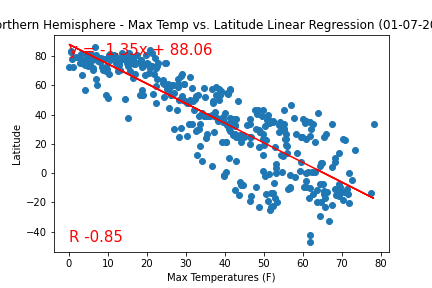 orthern Hemisphere - Max Temp vs. Latitude Linear Regression (01-07-20
y = -1.35x + 88.06
80
60
40
20
0
−20
−40
Latitude
R -0.85
0 10 20 30 40 50 60 70 80
Max Temperatures (F)